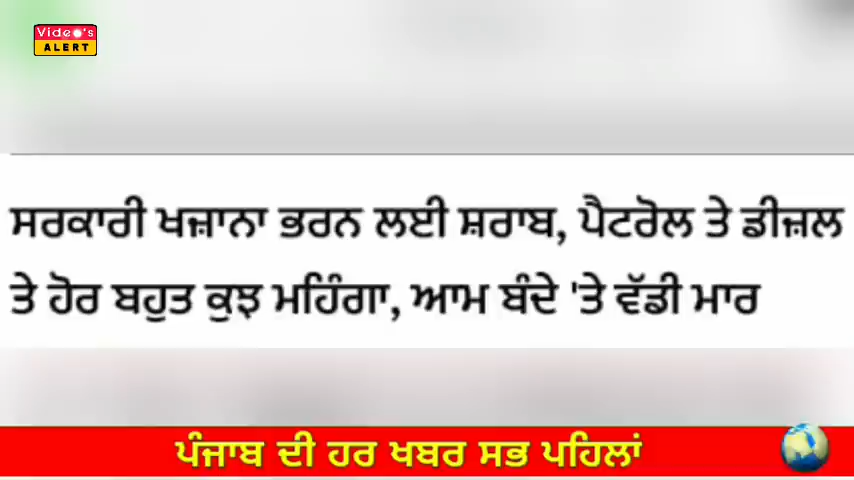 Video's
ALERT
ਸਰਕਾਰੀ ਖਜ਼ਾਨਾ ਭਰਨ ਲਈ ਸ਼ਰਾਬ, ਪੈਟਰੋਲ ਤੇ ਡੀਜ਼ਲ
ਤੇ ਹੋਰ ਬਹੁਤ ਕੁਝ ਮਹਿੰਗਾ, ਆਮ ਬੰਦੇ 'ਤੇ ਵੱਡੀ ਮਾਰ
ਪੰਜਾਬ ਦੀ ਹਰ ਖਬਰ ਸਭ ਪਹਿਲਾਂ